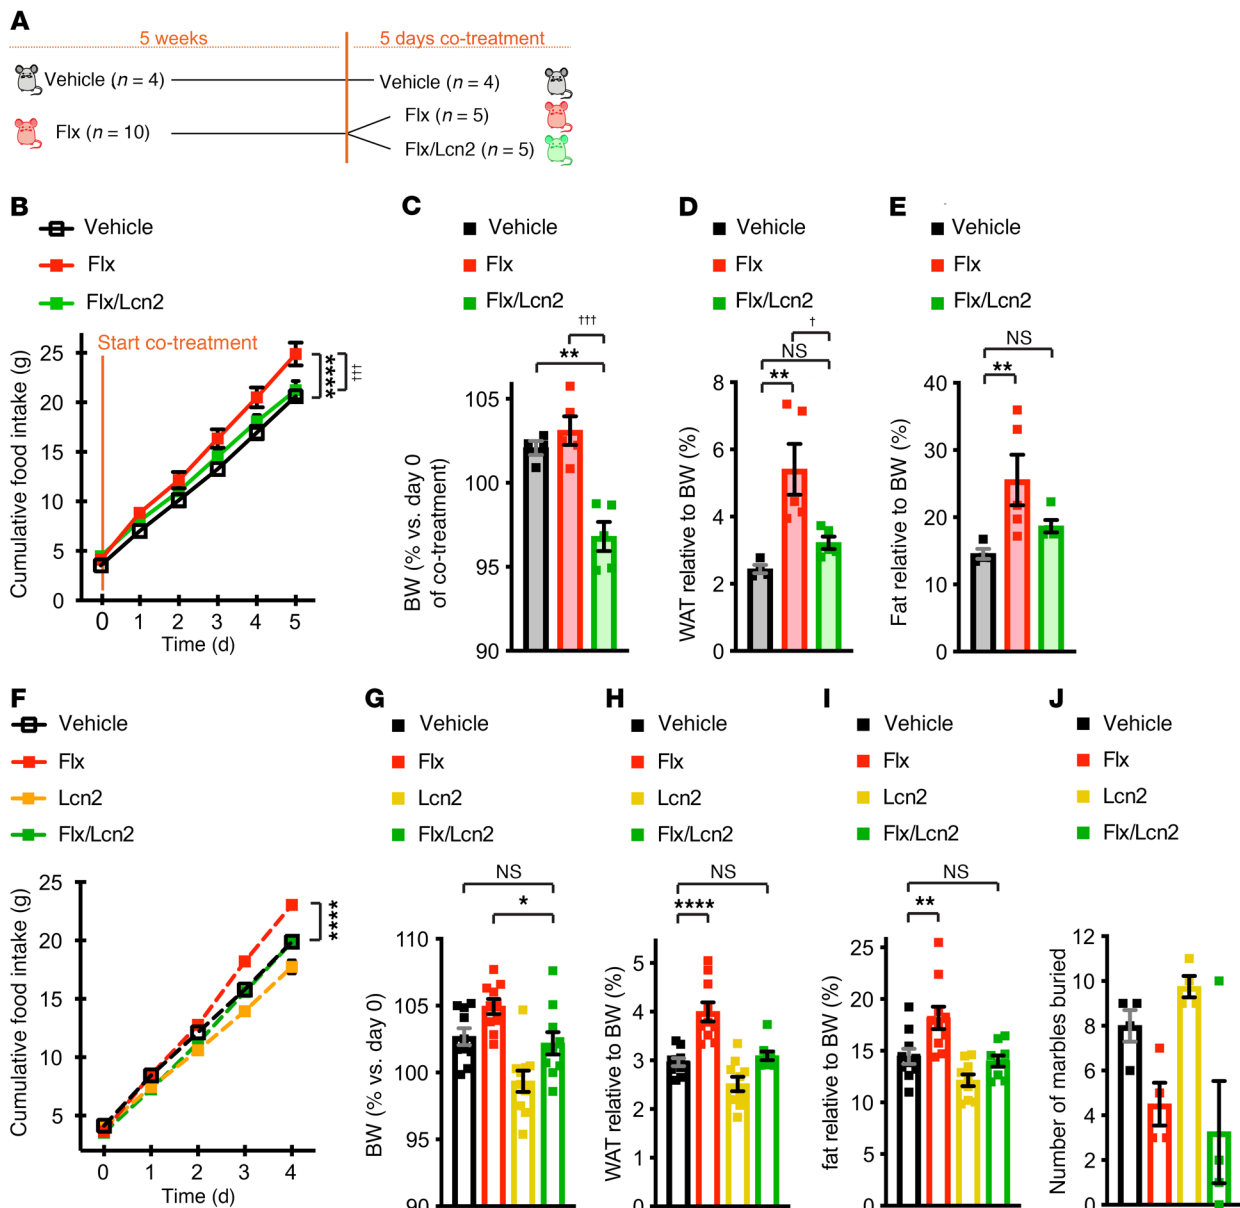 A
5 weeks
5 days co-treatment
Vehicle (n = 4)
Vehicle (n = 4)
Flx (n = 10)
Flx (n = 5)
Flx/Lcn2 (n = 5)
B
Vehicle
Flx
Flx/Lcn2
Start co-treatment
Cumulative food intake (g)
25
20
15
10
5
0
0 1 2 3 4 5
Time (d)
****
†††
C
Vehicle
Flx
Flx/Lcn2
†††
**
BW (% vs. day 0
of co-treatment)
105
100
95
90
D
Vehicle
Flx
Flx/Lcn2
†
NS
**
WAT relative to BW (%)
8
6
4
2
0
E
Vehicle
Flx
Flx/Lcn2
NS
**
Fat relative to BW (%)
40
30
20
10
0
F
Vehicle
Flx
Lcn2
Flx/Lcn2
Cumulative food intake (g)
25
20
15
10
5
0 1 2 3 4
Time (d)
****
G
Vehicle
Flx
Lcn2
Flx/Lcn2
NS
*
BW (% vs. day 0)
110
105
100
95
90
H
Vehicle
Flx
Lcn2
Flx/Lcn2
NS
****
WAT relative to BW (%)
5
4
3
2
1
0
I
Vehicle
Flx
Lcn2
Flx/Lcn2
NS
**
fat relative to BW (%)
25
20
15
10
5
0
J
Vehicle
Flx
Lcn2
Flx/Lcn2
Number of marbles buried
12
10
8
6
4
2
0